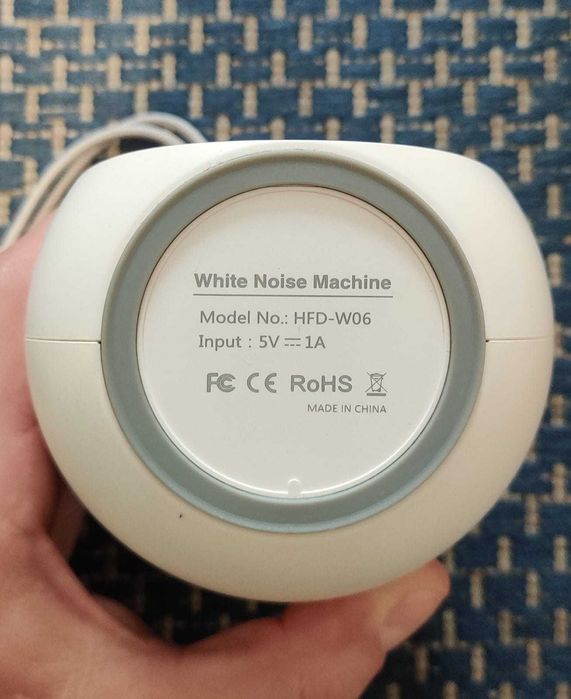 White Noise Machine
Model No.: HFD-W06
Input : 5V ⎓ 1A
FC CE RoHS
MADE IN CHINA